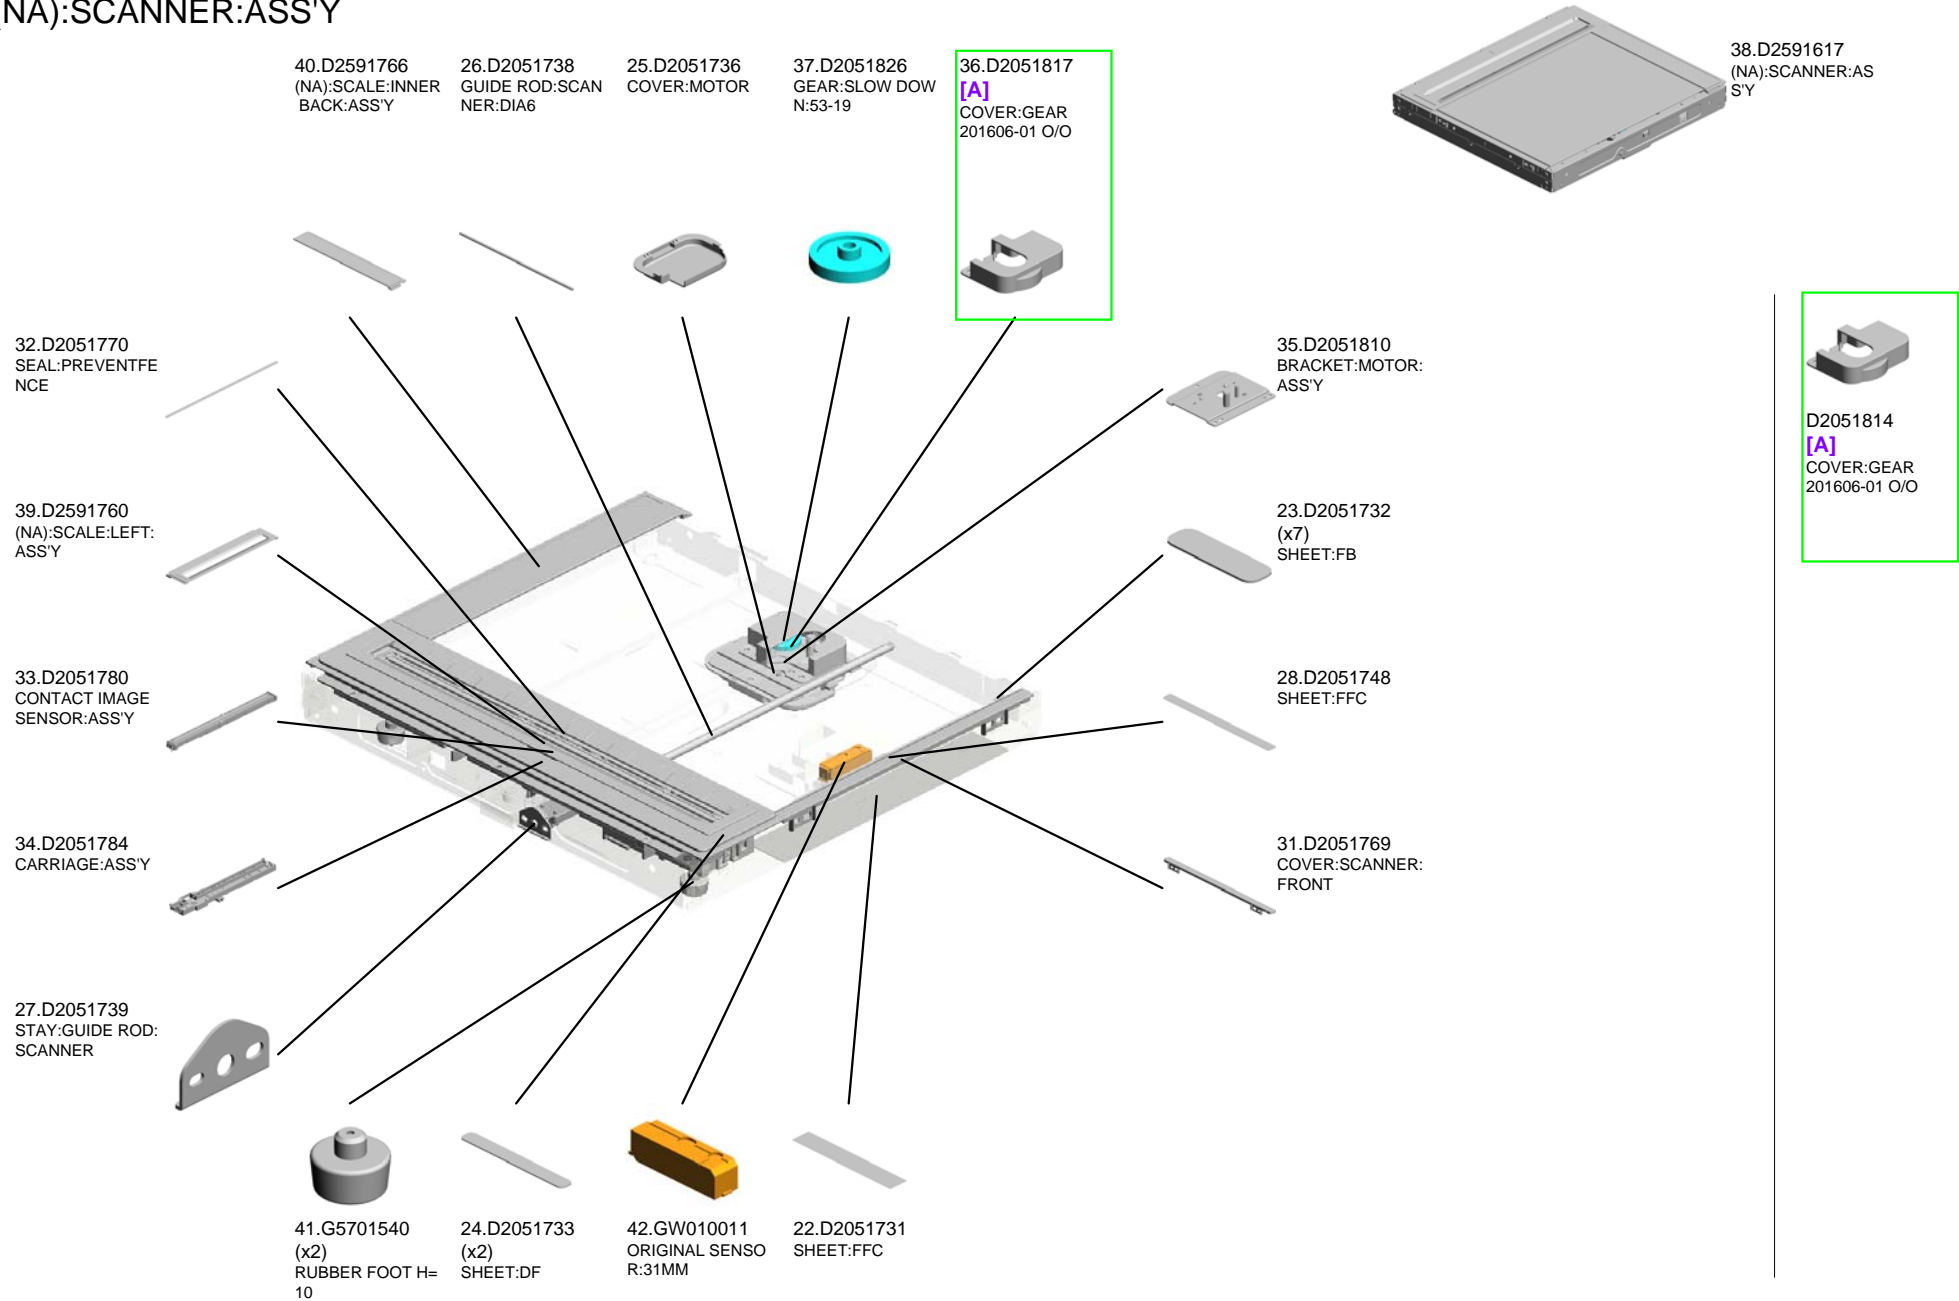 (NA):SCANNER:ASS'Y
40.D2591766
(NA):SCALE:INNER
BACK:ASS'Y
26.D2051738
GUIDE ROD:SCAN
NER:DIA6
25.D2051736
COVER:MOTOR
37.D2051826
GEAR:SLOW DOW
N:53-19
36.D2051817
[A]
COVER:GEAR
201606-01 O/O
38.D2591617
(NA):SCANNER:AS
S'Y
32.D2051770
SEAL:PREVENTFE
NCE
35.D2051810
BRACKET:MOTOR:
ASS'Y
D2051814
[A]
COVER:GEAR
201606-01 O/O
39.D2591760
(NA):SCALE:LEFT:
ASS'Y
23.D2051732
(x7)
SHEET:FB
33.D2051780
CONTACT IMAGE
SENSOR:ASS'Y
28.D2051748
SHEET:FFC
34.D2051784
CARRIAGE:ASS'Y
31.D2051769
COVER:SCANNER:
FRONT
27.D2051739
STAY:GUIDE ROD:
SCANNER
41.G5701540
(x2)
RUBBER FOOT H=
10
24.D2051733
(x2)
SHEET:DF
42.GW010011
ORIGINAL SENSO
R:31MM
22.D2051731
SHEET:FFC